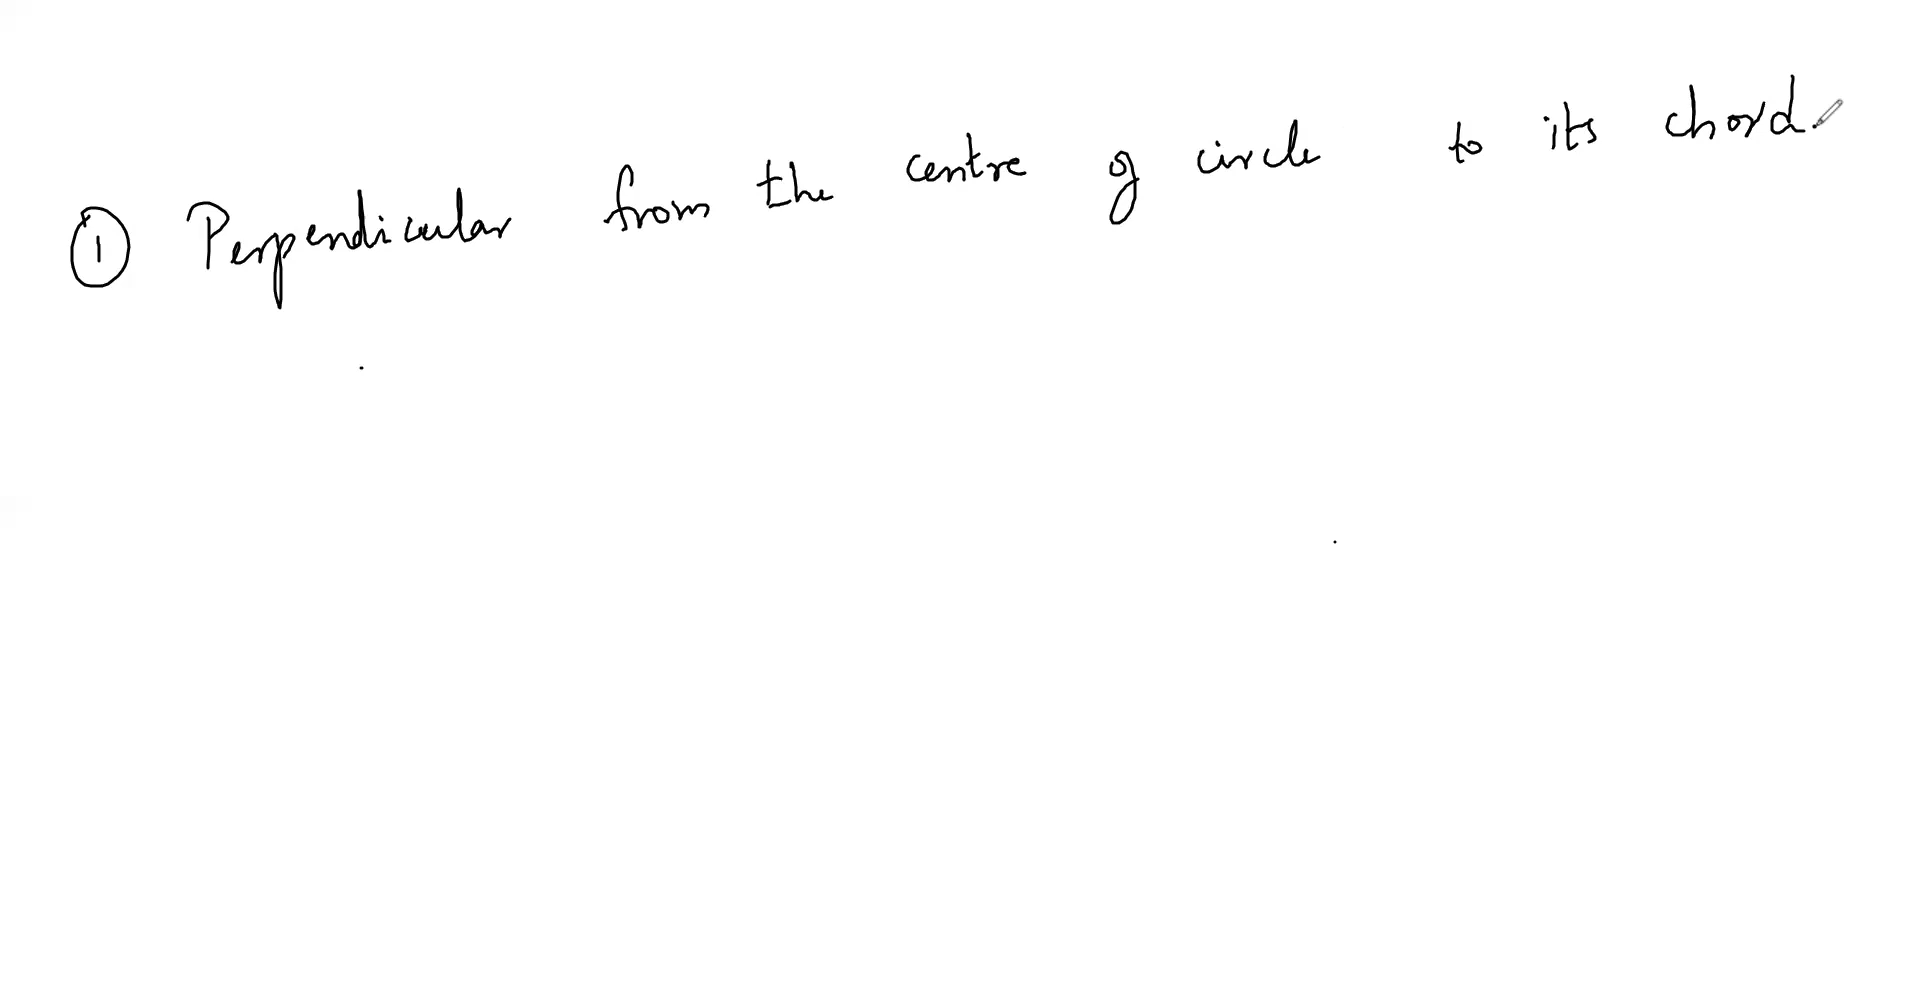 ① Perpendicular from the centre of circle to its chord.